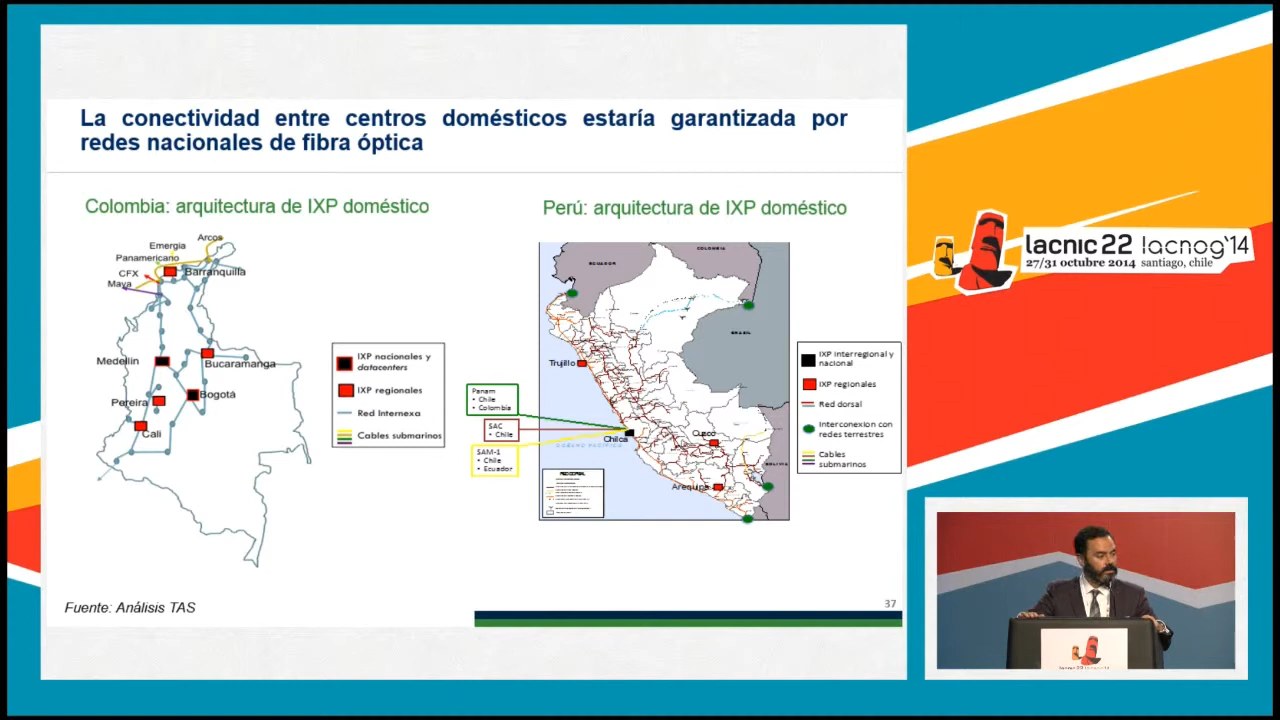 La conectividad entre centros domésticos estaría garantizada por
redes nacionales de fibra óptica
Colombia: arquitectura de IXP doméstico
Perú: arquitectura de IXP doméstico
Arcos
Emergia
Panamericano
CFX
Maya
Barranquilla
Medellin
Bucaramanga
Bogotá
Pereira
Cali
IXP nacionales y
datacenters
IXP regionales
Red Internexa
Cables submarinos
COLOMBIA
ECUADOR
BRASIL
BOLIVIA
OCEANO PACIFICO
Trujillo
Chilca
Cusco
Arequipa
Panam
• Chile
• Colombia
SAC
• Chile
SAM-1
• Chile
• Ecuador
IXP interregional y
nacional
IXP regionales
Red dorsal
Interconexion con
redes terrestres
Cables
submarinos
Fuente: Análisis TAS
37
lacnic 22 lacnog'14
27/31 octubre 2014 santiago, chile